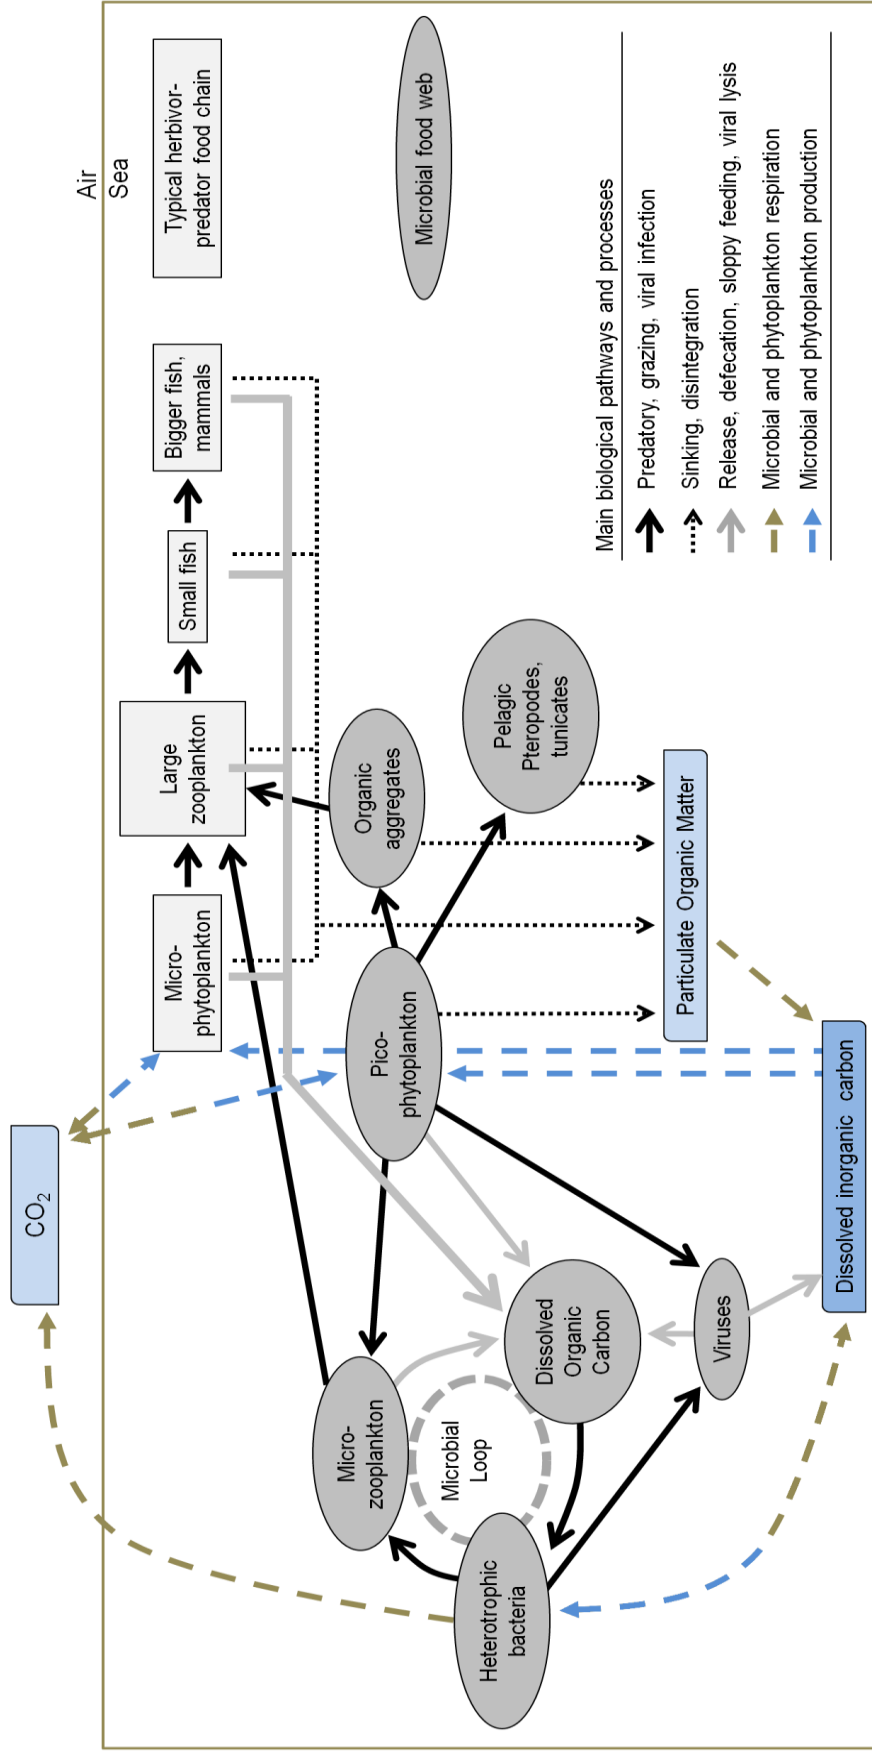 CO2
Air
Sea
Micro-
phytoplankton
Large
zooplankton
Small fish
Bigger fish,
mammals
Typical herbivor-
predator food chain
Micro-
zooplankton
Pico-
phytoplankton
Organic
aggregates
Microbial food web
Microbial
Loop
Heterotrophic
bacteria
Dissolved
Organic
Carbon
Pelagic
Pteropodes,
tunicates
Viruses
Particulate Organic Matter
Dissolved inorganic carbon
Main biological pathways and processes
Predatory, grazing, viral infection
Sinking, disintegration
Release, defecation, sloppy feeding, viral lysis
Microbial and phytoplankton respiration
Microbial and phytoplankton production